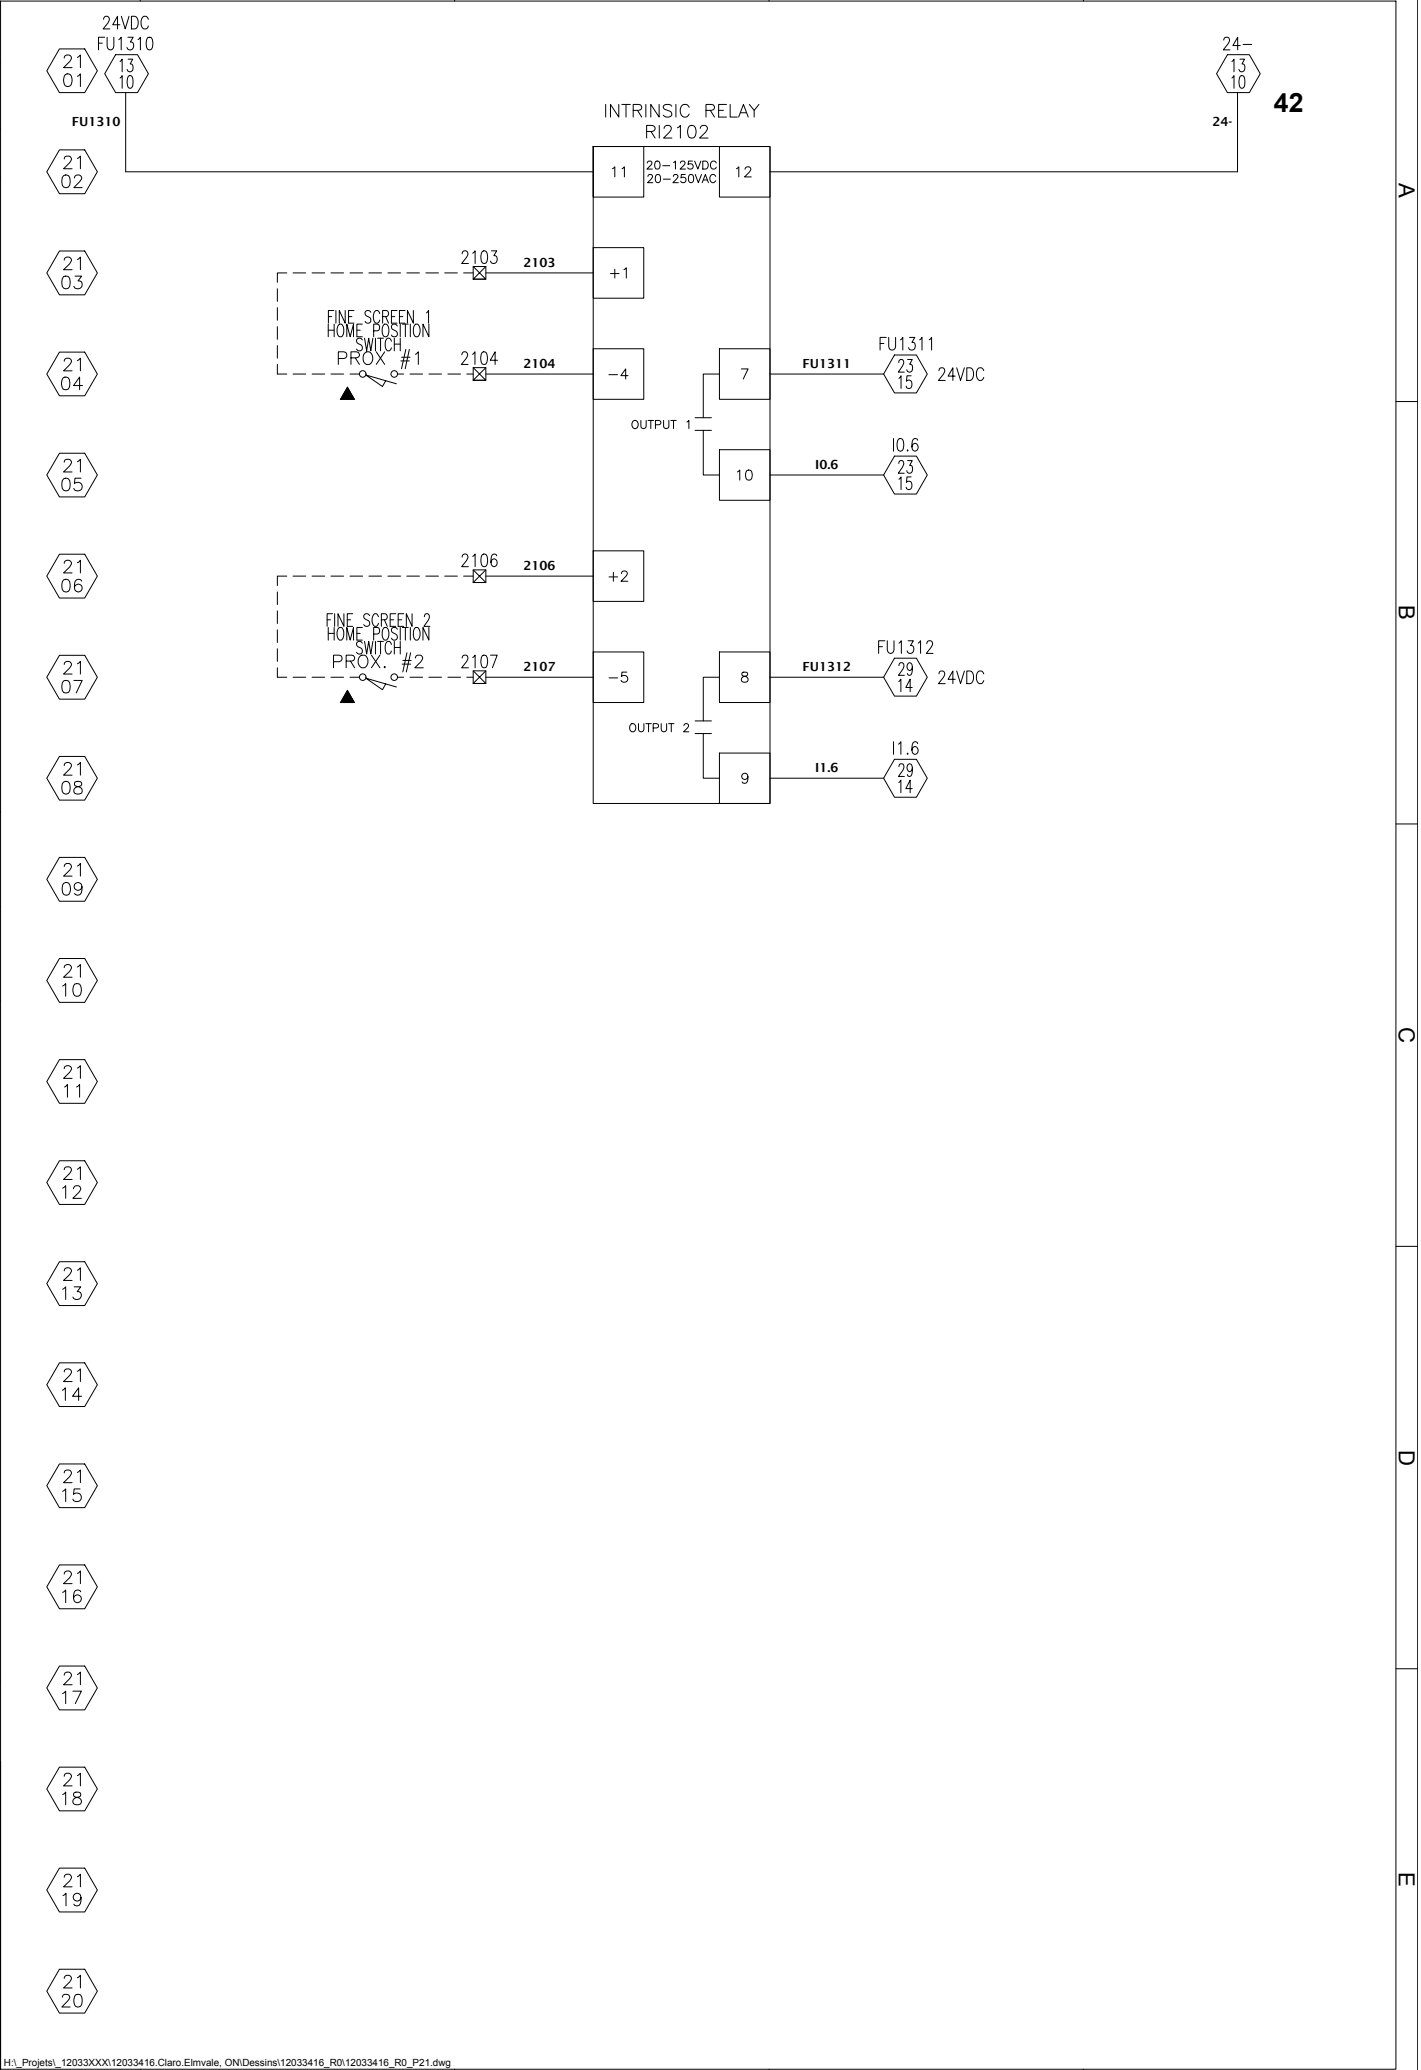 24VDC
FU1310
21
01
13
10
24-
13
10
42
FU1310
24-
INTRINSIC RELAY
RI2102
21
02
11
20-125VDC
20-250VAC
12
A
21
03
2103
2103
+1
FINE SCREEN 1
HOME POSITION
SWITCH
PROX #1
21
04
2104
2104
-4
7
FU1311
FU1311
23
15
24VDC
OUTPUT 1
21
05
10
I0.6
I0.6
23
15
21
06
2106
2106
+2
B
FINE SCREEN 2
HOME POSITION
SWITCH
PROX. #2
21
07
2107
2107
-5
8
FU1312
FU1312
29
14
24VDC
OUTPUT 2
21
08
9
I1.6
I1.6
29
14
21
09
21
10
C
21
11
21
12
21
13
21
14
D
21
15
21
16
21
17
21
18
E
21
19
21
20
H:\_Projets\_12033XXX\12033416.Claro.Elmvale, ON\Dessins\12033416_R0\12033416_R0_P21.dwg